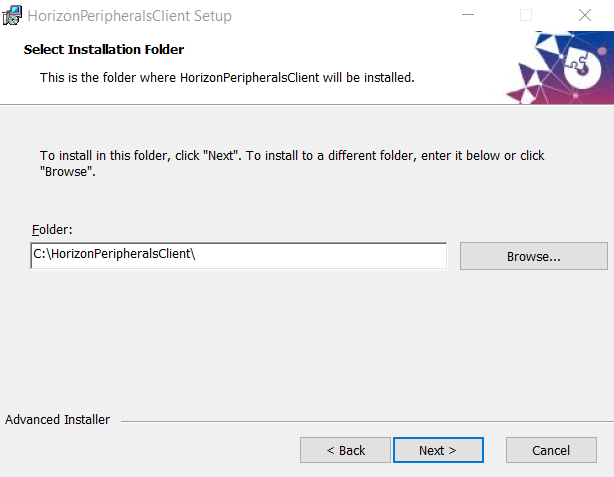 HorizonPeripheralsClient Setup
Select Installation Folder
This is the folder where HorizonPeripheralsClient will be installed.
To install in this folder, click "Next". To install to a different folder, enter it below or click
"Browse".
Folder:
C:\HorizonPeripheralsClient\
Browse...
Advanced Installer
< Back
Next >
Cancel